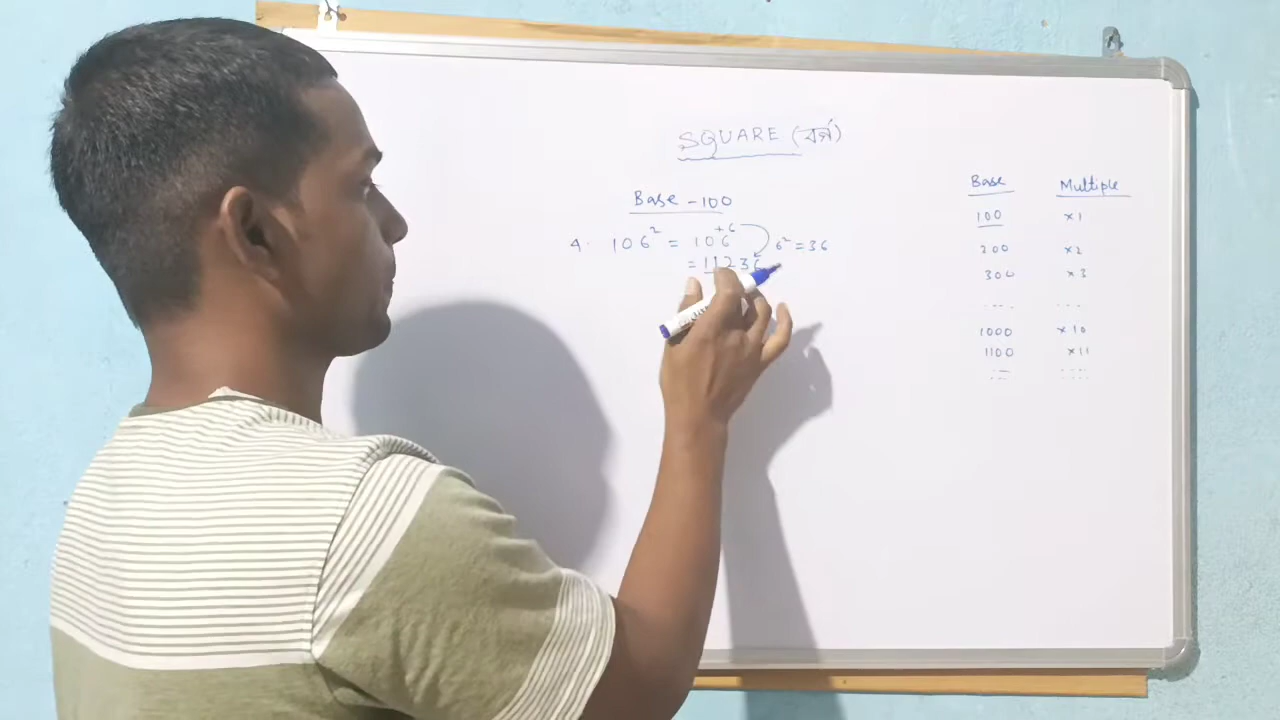 SQUARE (বর্গ)
Base - 100
4. 106² = 106 +6 6² = 36
= 11236
Base Multiple
100 ×1
200 ×2
300 ×3
.... ....
1000 ×10
1100 ×11
.... ....